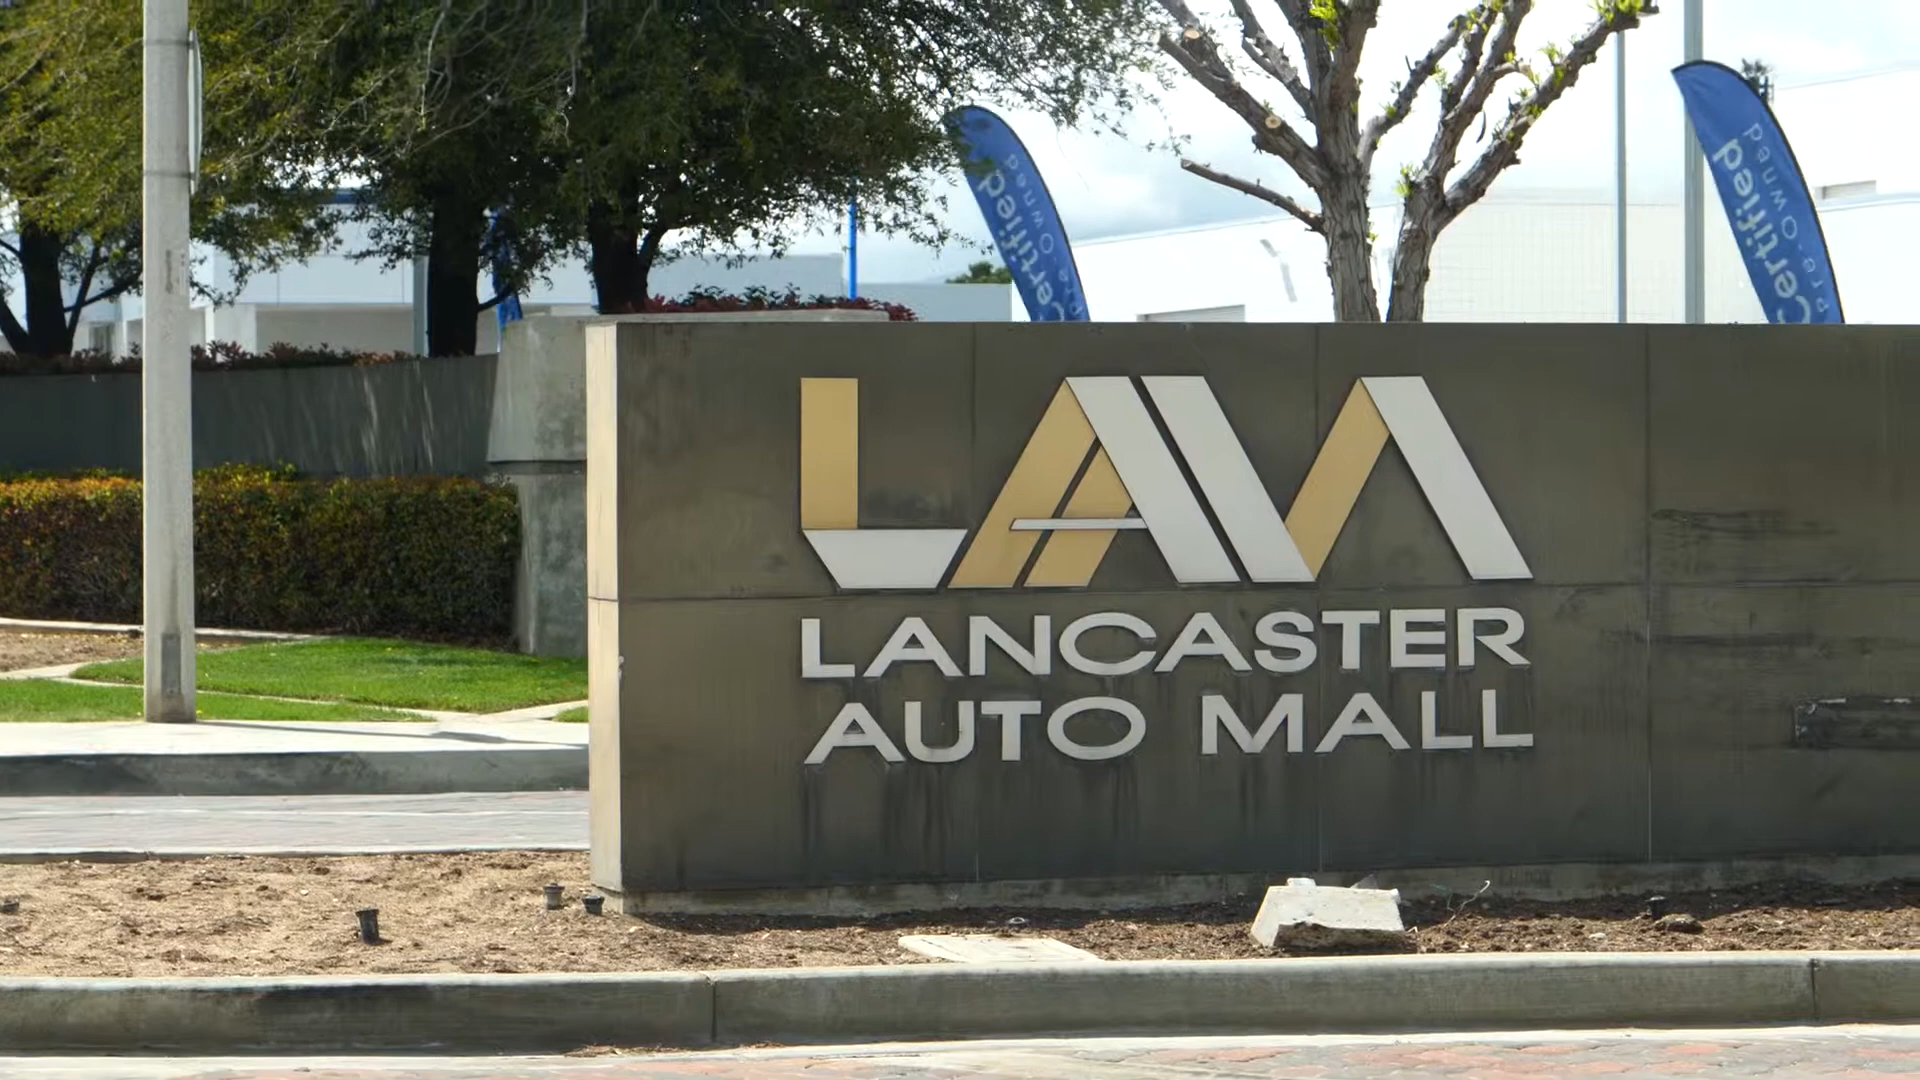 Certified
Pre-Owned
Certified
Pre-Owned
LAM
LANCASTER
AUTO MALL